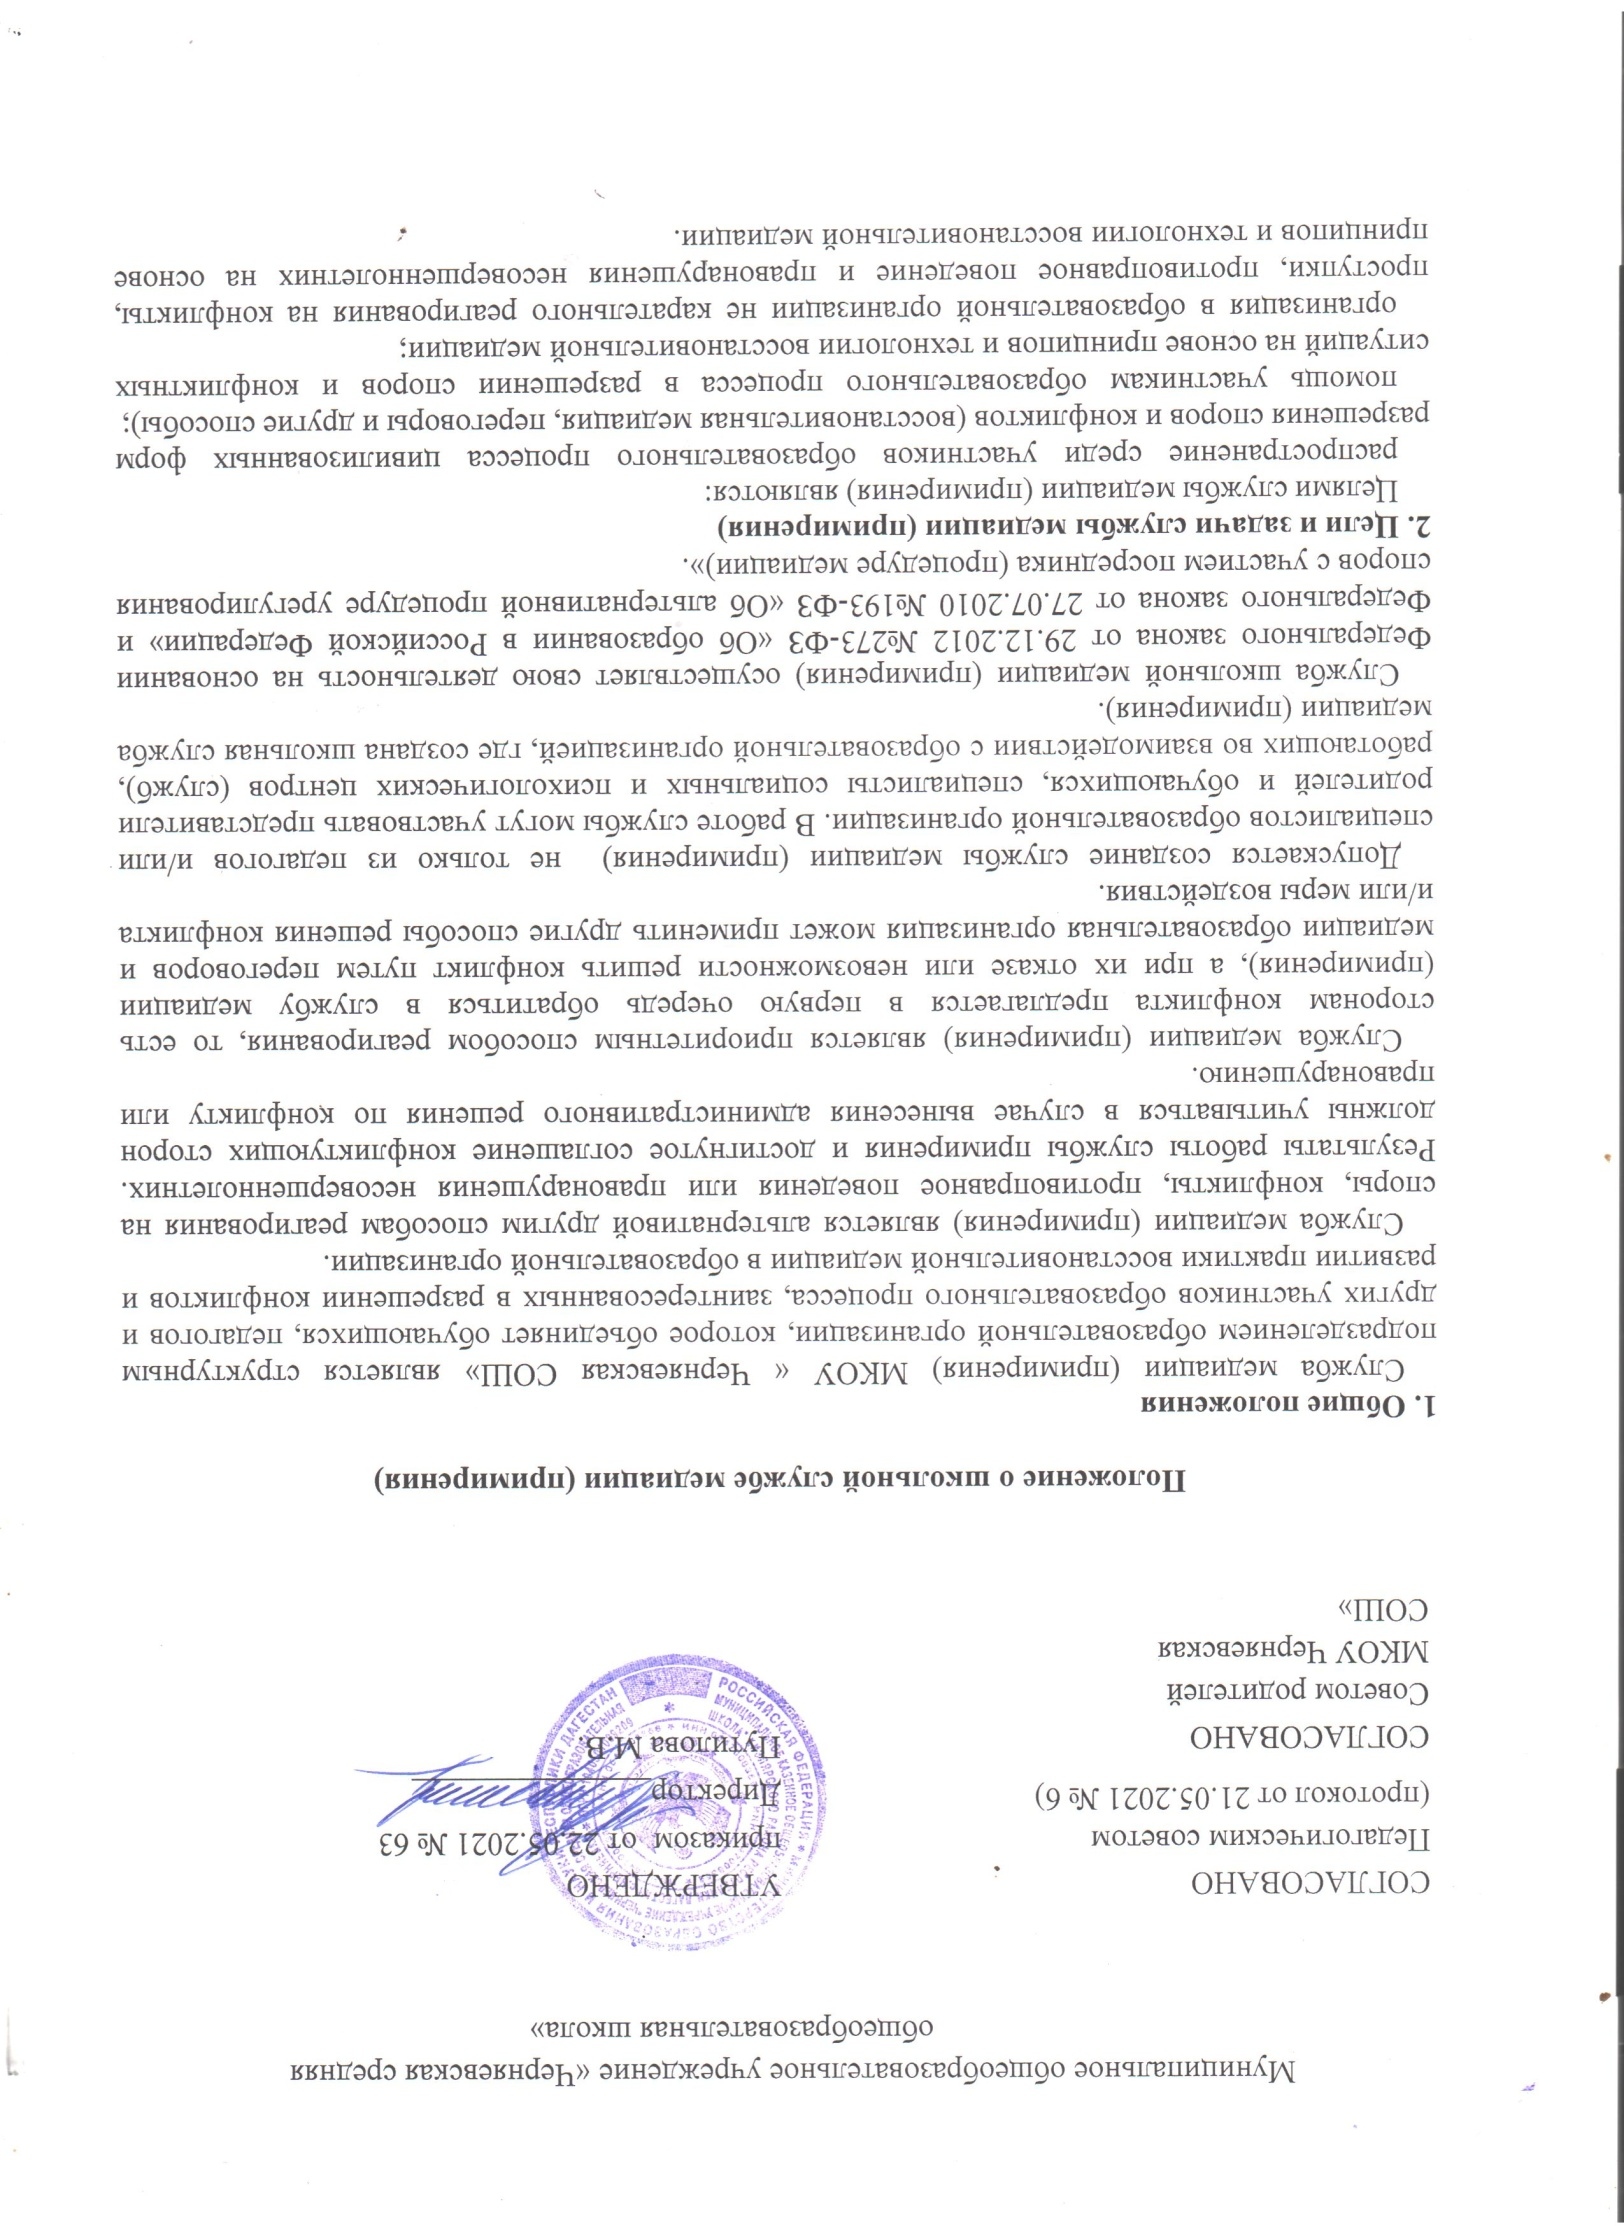 Муниципальное общеобразовательное учреждение «Черняевская средняя
общеобразовательная школа»
СОГЛАСОВАНО
Педагогическим советом
(протокол от 21.05.2021 № 6)
СОГЛАСОВАНО
Советом родителей
МКОУ Черняевская
СОШ»
УТВЕРЖДЕНО
приказом от 22.05.2021 № 63
Директор
Путилова М.В.
РОССИЙСКАЯ ФЕДЕРАЦИЯ
Положение о школьной службе медиации (примирения)
1. Общие положения
Служба медиации (примирения) МКОУ « Черняевская СОШ» является структурным
подразделением образовательной организации, которое объединяет обучающихся, педагогов и
других участников образовательного процесса, заинтересованных в разрешении конфликтов и
развитии практики восстановительной медиации в образовательной организации.
Служба медиации (примирения) является альтернативой другим способам реагирования на
споры, конфликты, противоправное поведения или правонарушения несовершеннолетних.
Результаты работы службы примирения и достигнутое соглашение конфликтующих сторон
должны учитываться в случае вынесения административного решения по конфликту или
правонарушению.
Служба медиации (примирения) является приоритетным способом реагирования, то есть
сторонам конфликта предлагается в первую очередь обратиться в службу медиации
(примирения), а при их отказе или невозможности решить конфликт путем переговоров и
медиации образовательная организация может применить другие способы решения конфликта
и/или меры воздействия.
Допускается создание службы медиации (примирения) не только из педагогов и/или
специалистов образовательной организации. В работе службы могут участвовать представители
родителей и обучающихся, специалисты социальных и психологических центров (служб),
работающих во взаимодействии с образовательной организацией, где создана школьная служба
медиации (примирения).
Служба школьной медиации (примирения) осуществляет свою деятельность на основании
Федерального закона от 29.12.2012 №273-ФЗ «Об образовании в Российской Федерации» и
Федерального закона от 27.07.2010 №193-ФЗ «Об альтернативной процедуре урегулирования
споров с участием посредника (процедуре медиации)».
2. Цели и задачи службы медиации (примирения)
Целями службы медиации (примирения) являются:
распространение среди участников образовательного процесса цивилизованных форм
разрешения споров и конфликтов (восстановительная медиация, переговоры и другие способы);
помощь участникам образовательного процесса в разрешении споров и конфликтных
ситуаций на основе принципов и технологии восстановительной медиации;
организация в образовательной организации не карательного реагирования на конфликты,
проступки, противоправное поведение и правонарушения несовершеннолетних на основе
принципов и технологии восстановительной медиации.